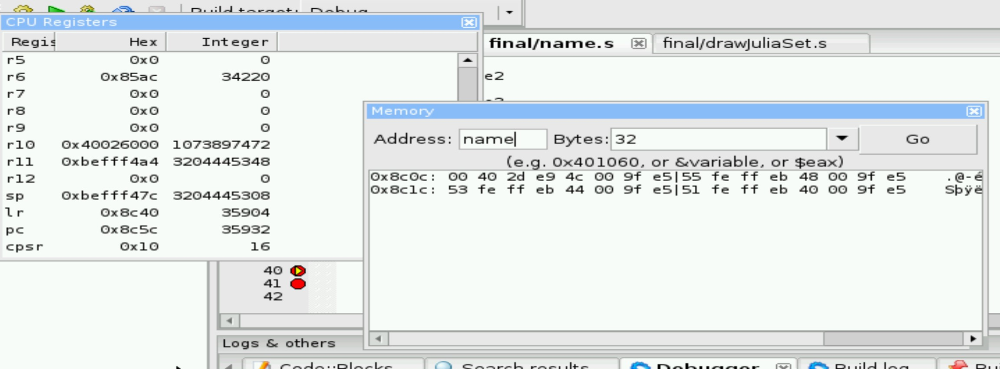 Build target: Debug
CPU Registers
Regis Hex Integer
r5 0x0 0
r6 0x85ac 34220
r7 0x0 0
r8 0x0 0
r9 0x0 0
r10 0x40026000 1073897472
r11 0xbefff4a4 3204445348
r12 0x0 0
sp 0xbefff47c 3204445308
lr 0x8c40 35904
pc 0x8c5c 35932
cpsr 0x10 16
final/name.s final/drawJuliaSet.s
e2
Memory
Address: name Bytes: 32 Go
(e.g. 0x401060, or &variable, or $eax)
0x8c0c: 00 40 2d e9 4c 00 9f e5|55 fe ff eb 48 00 9f e5 .@-é
0x8c1c: 53 fe ff eb 44 00 9f e5|51 fe ff eb 40 00 9f e5 Sþÿë
40
41
42
Logs & others
Code::Blocks Search results Debugger Build log